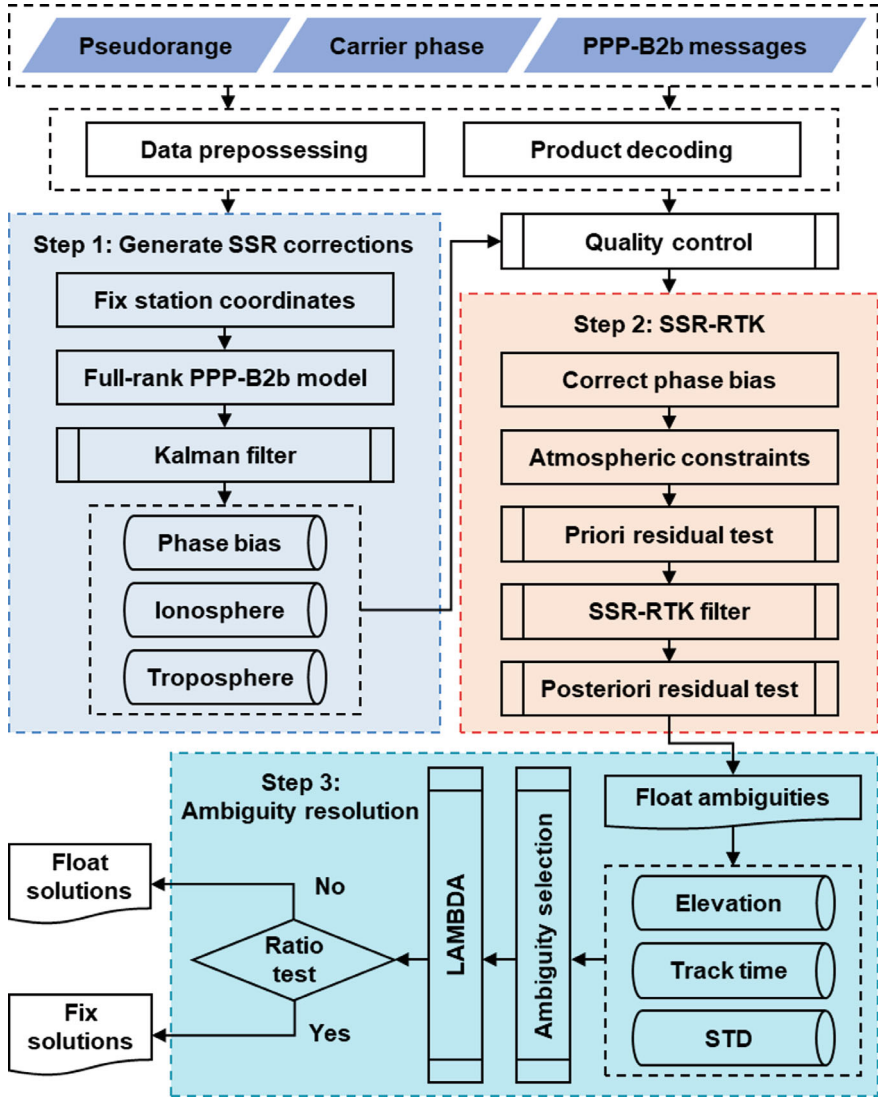 Pseudorange
Carrier phase
PPP-B2b messages
Data prepossessing
Product decoding
Step 1: Generate SSR corrections
Fix station coordinates
Full-rank PPP-B2b model
Kalman filter
Phase bias
Ionosphere
Troposphere
Quality control
Step 2: SSR-RTK
Correct phase bias
Atmospheric constraints
Priori residual test
SSR-RTK filter
Posteriori residual test
Step 3:
Ambiguity resolution
Float ambiguities
Elevation
Track time
STD
Ambiguity selection
LAMBDA
Ratio
test
No
Yes
Float
solutions
Fix
solutions